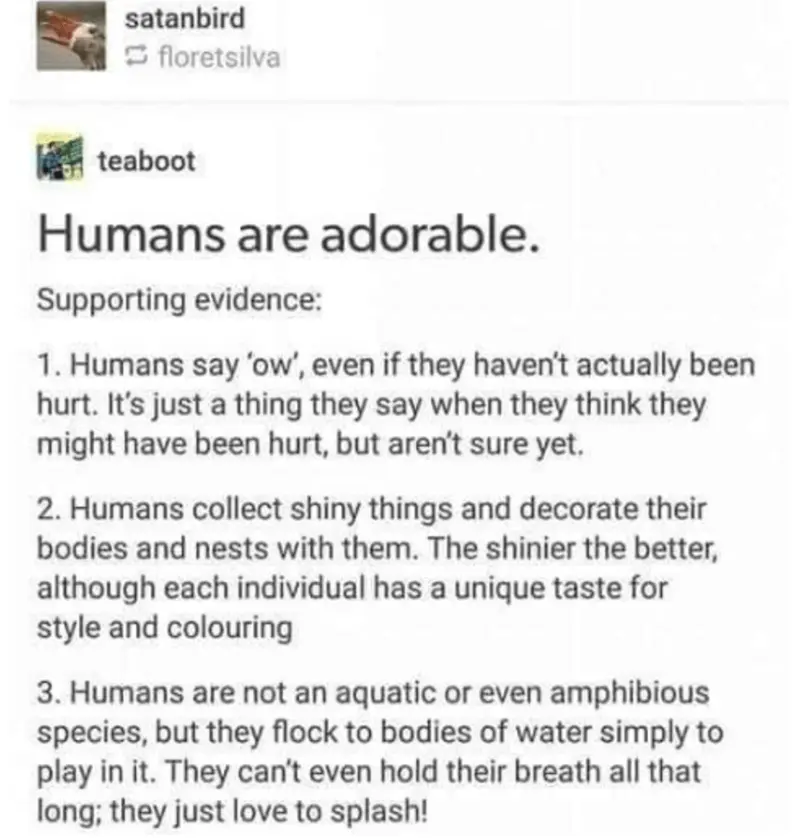 satanbird
floretsilva
teaboot
Humans are adorable.
Supporting evidence:
1. Humans say 'ow', even if they haven't actually been
hurt. It's just a thing they say when they think they
might have been hurt, but aren't sure yet.
2. Humans collect shiny things and decorate their
bodies and nests with them. The shinier the better,
although each individual has a unique taste for
style and colouring
3. Humans are not an aquatic or even amphibious
species, but they flock to bodies of water simply to
play in it. They can't even hold their breath all that
long; they just love to splash!